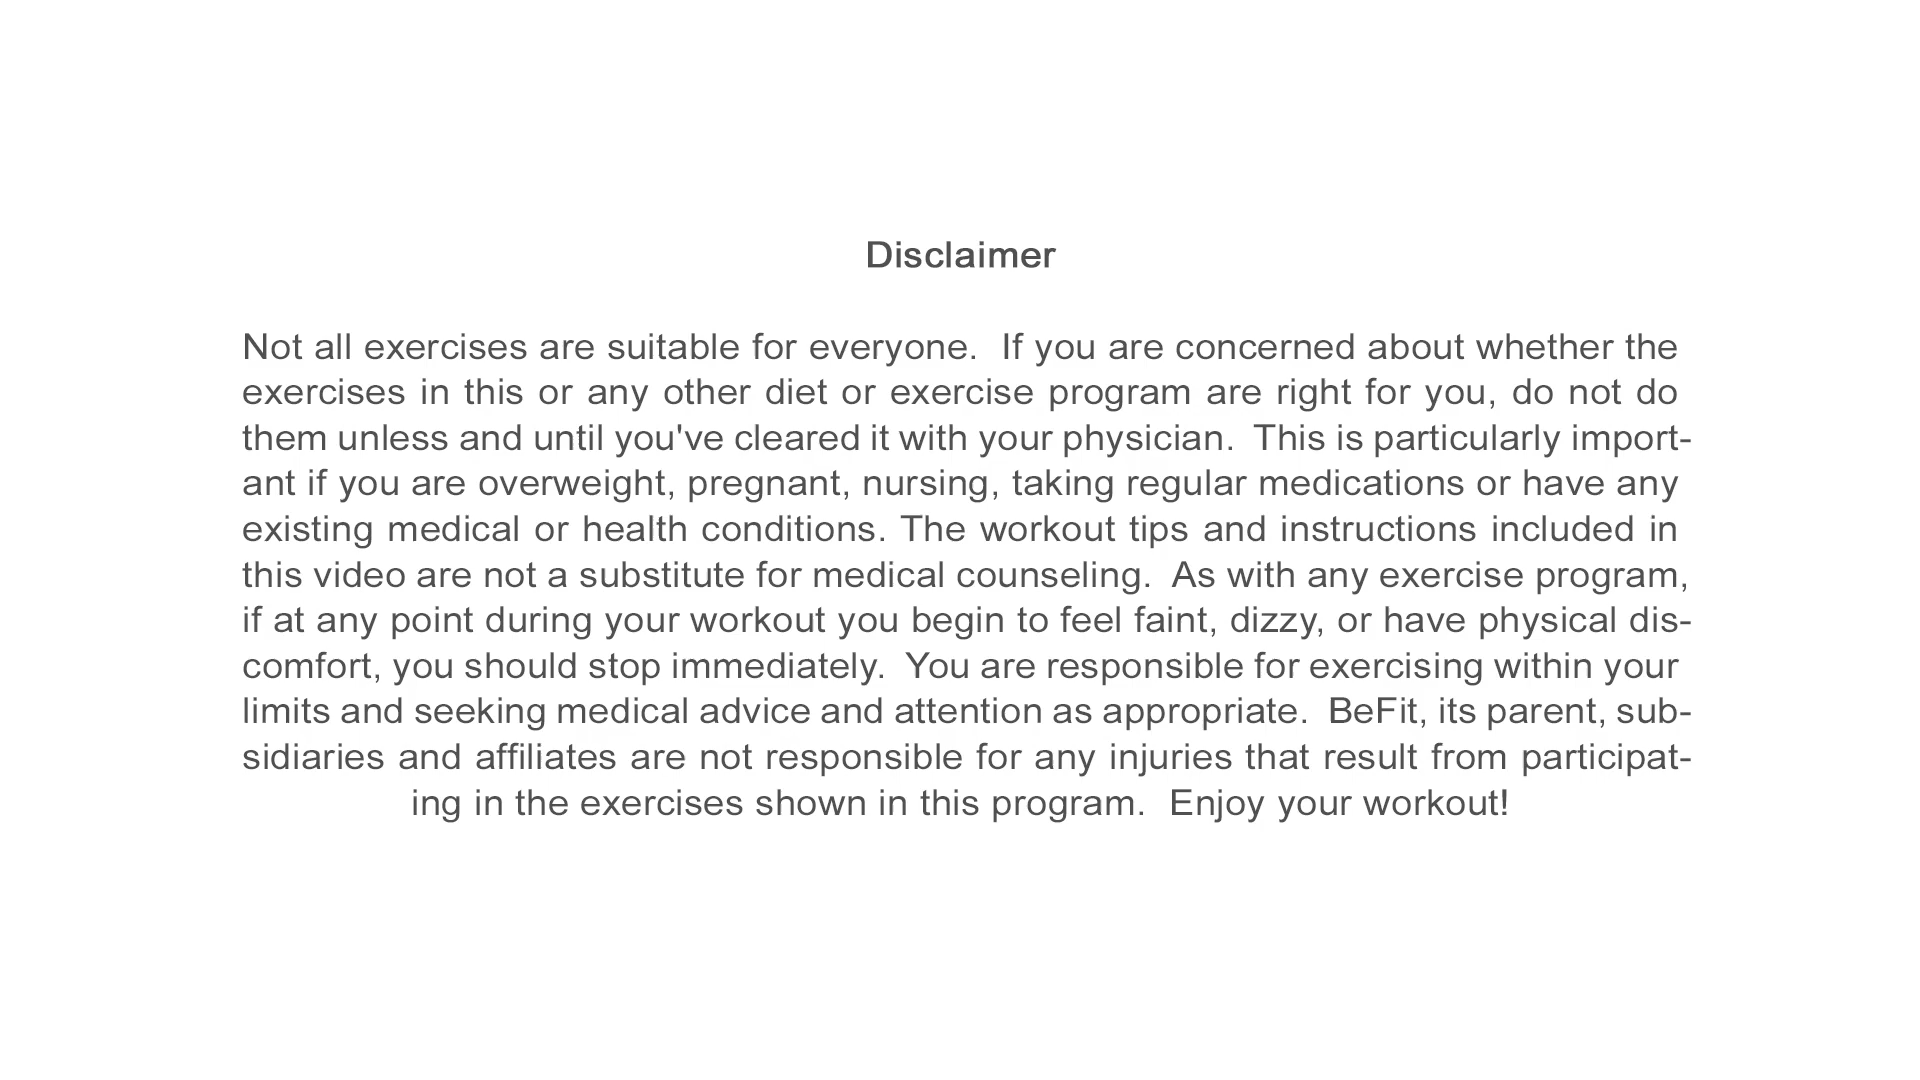 Disclaimer
Not all exercises are suitable for everyone.  If you are concerned about whether the
exercises in this or any other diet or exercise program are right for you, do not do
them unless and until you've cleared it with your physician.  This is particularly import-
ant if you are overweight, pregnant, nursing, taking regular medications or have any
existing medical or health conditions. The workout tips and instructions included in
this video are not a substitute for medical counseling.  As with any exercise program,
if at any point during your workout you begin to feel faint, dizzy, or have physical dis-
comfort, you should stop immediately.  You are responsible for exercising within your
limits and seeking medical advice and attention as appropriate.  BeFit, its parent, sub-
sidiaries and affiliates are not responsible for any injuries that result from participat-
ing in the exercises shown in this program.  Enjoy your workout!